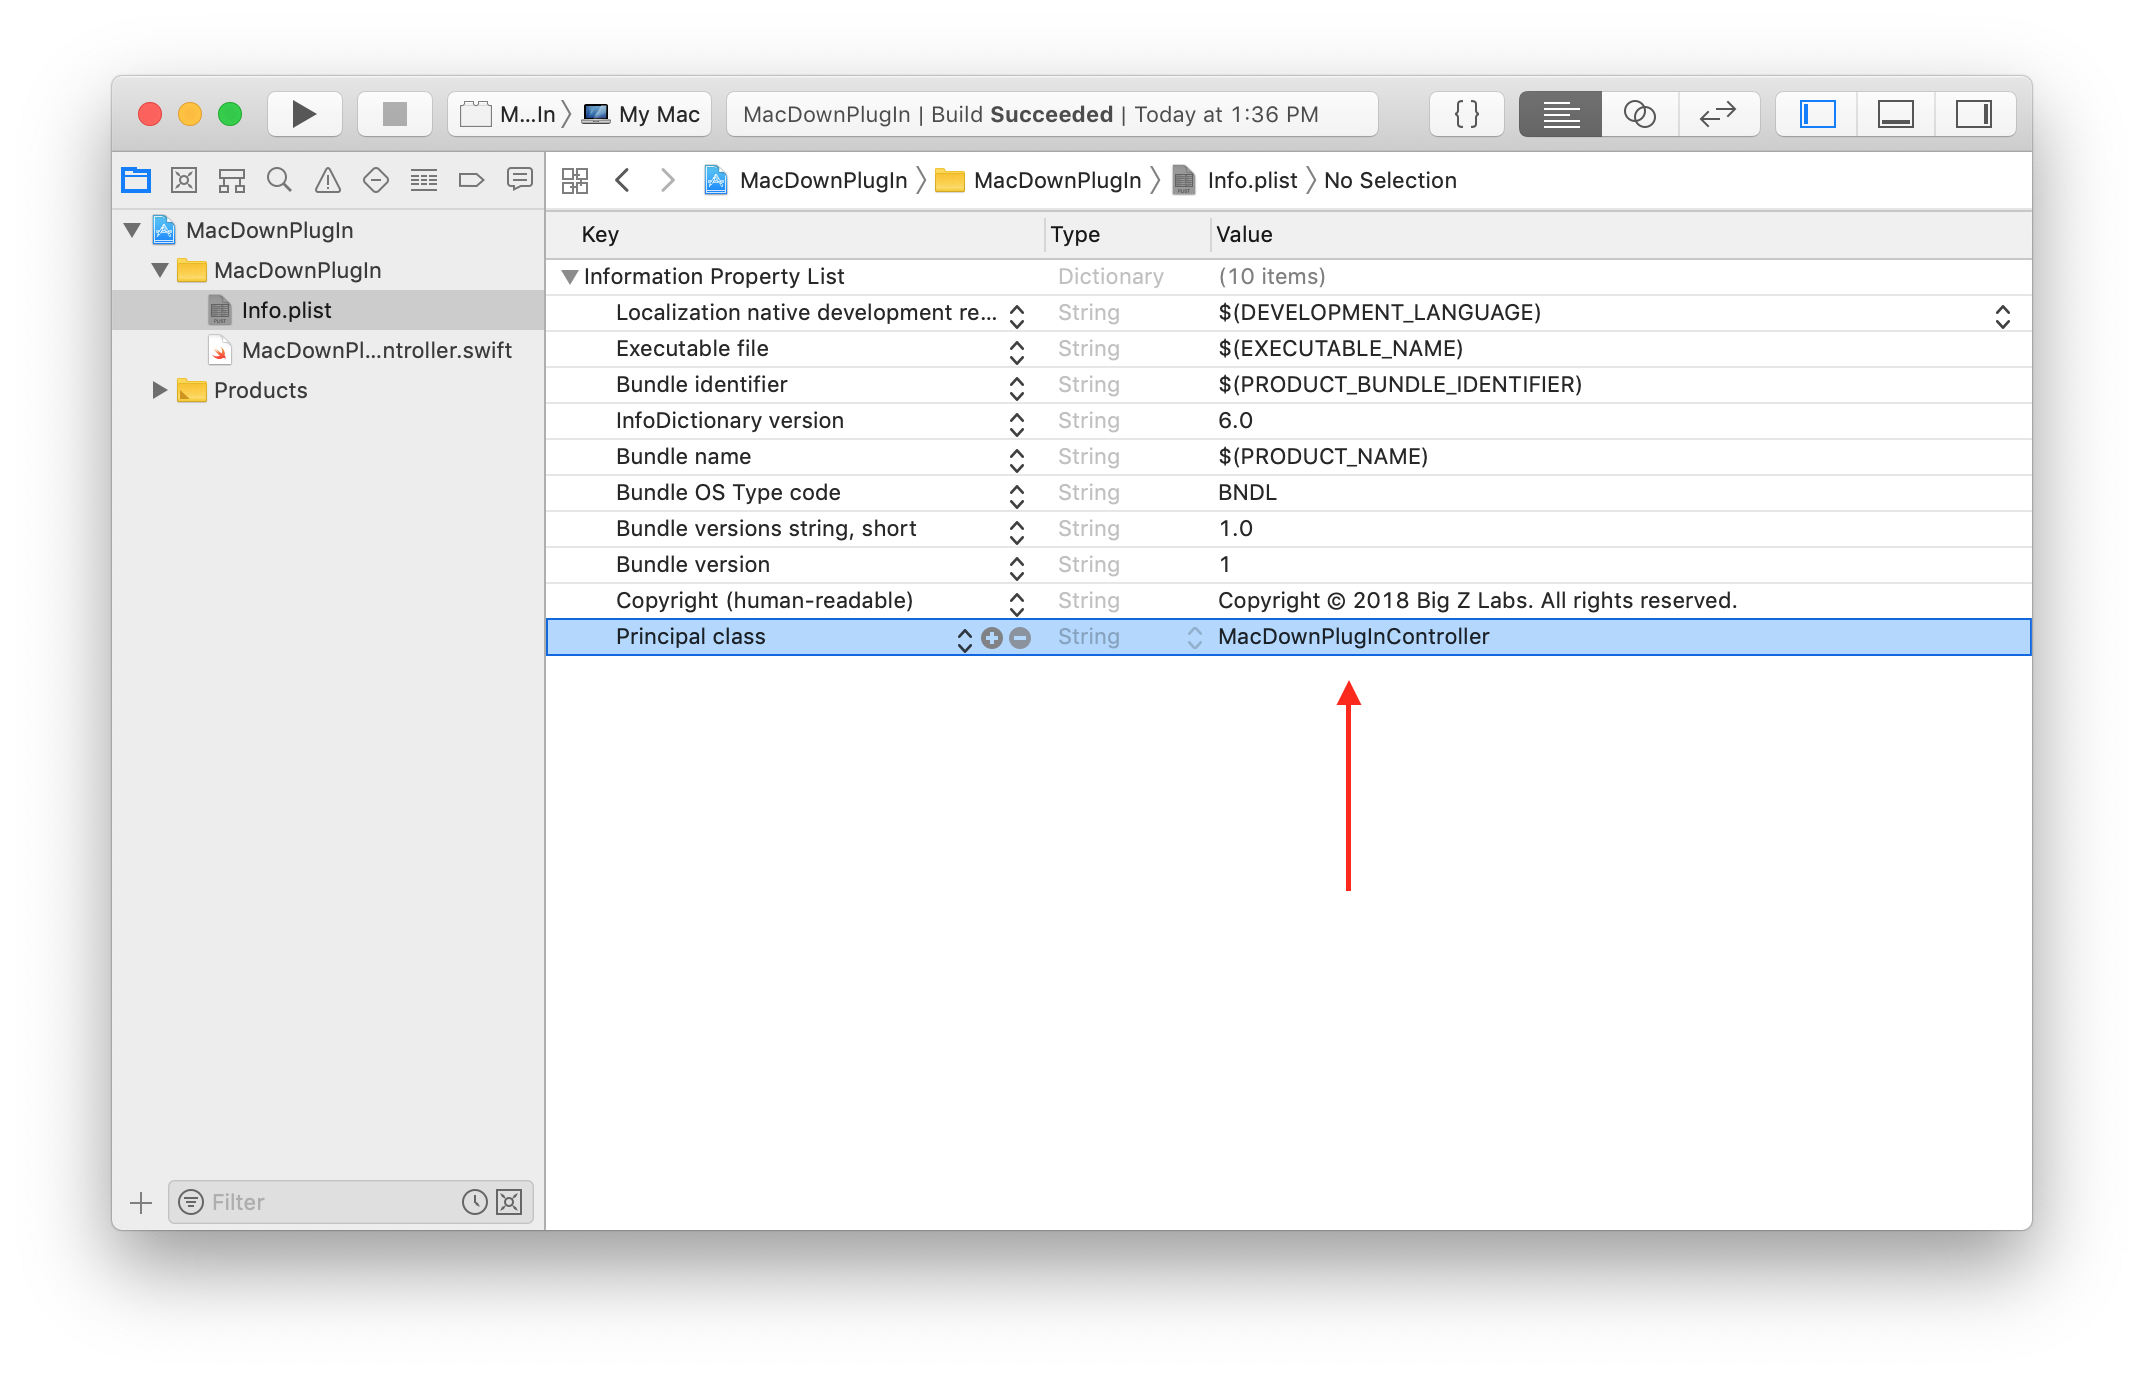 M...In 〉 My Mac
MacDownPlugIn | Build Succeeded | Today at 1:36 PM
{ }
MacDownPlugIn 〉 MacDownPlugIn 〉 Info.plist 〉 No Selection
MacDownPlugIn
MacDownPlugIn
Info.plist
MacDownPl...ntroller.swift
Products
Filter
Key Type Value
Information Property List Dictionary (10 items)
Localization native development re... String $(DEVELOPMENT_LANGUAGE)
Executable file String $(EXECUTABLE_NAME)
Bundle identifier String $(PRODUCT_BUNDLE_IDENTIFIER)
InfoDictionary version String 6.0
Bundle name String $(PRODUCT_NAME)
Bundle OS Type code String BNDL
Bundle versions string, short String 1.0
Bundle version String 1
Copyright (human-readable) String Copyright © 2018 Big Z Labs. All rights reserved.
Principal class String MacDownPlugInController